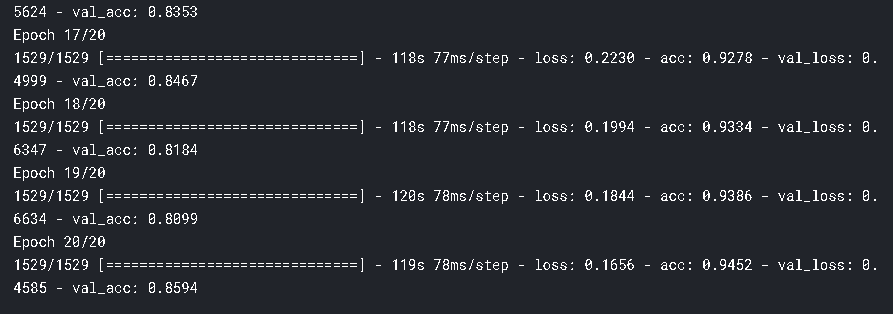 5624 - val_acc: 0.8353
Epoch 17/20
1529/1529 [==============================] - 118s 77ms/step - loss: 0.2230 - acc: 0.9278 - val_loss: 0.
4999 - val_acc: 0.8467
Epoch 18/20
1529/1529 [==============================] - 118s 77ms/step - loss: 0.1994 - acc: 0.9334 - val_loss: 0.
6347 - val_acc: 0.8184
Epoch 19/20
1529/1529 [==============================] - 120s 78ms/step - loss: 0.1844 - acc: 0.9386 - val_loss: 0.
6634 - val_acc: 0.8099
Epoch 20/20
1529/1529 [==============================] - 119s 78ms/step - loss: 0.1656 - acc: 0.9452 - val_loss: 0.
4585 - val_acc: 0.8594